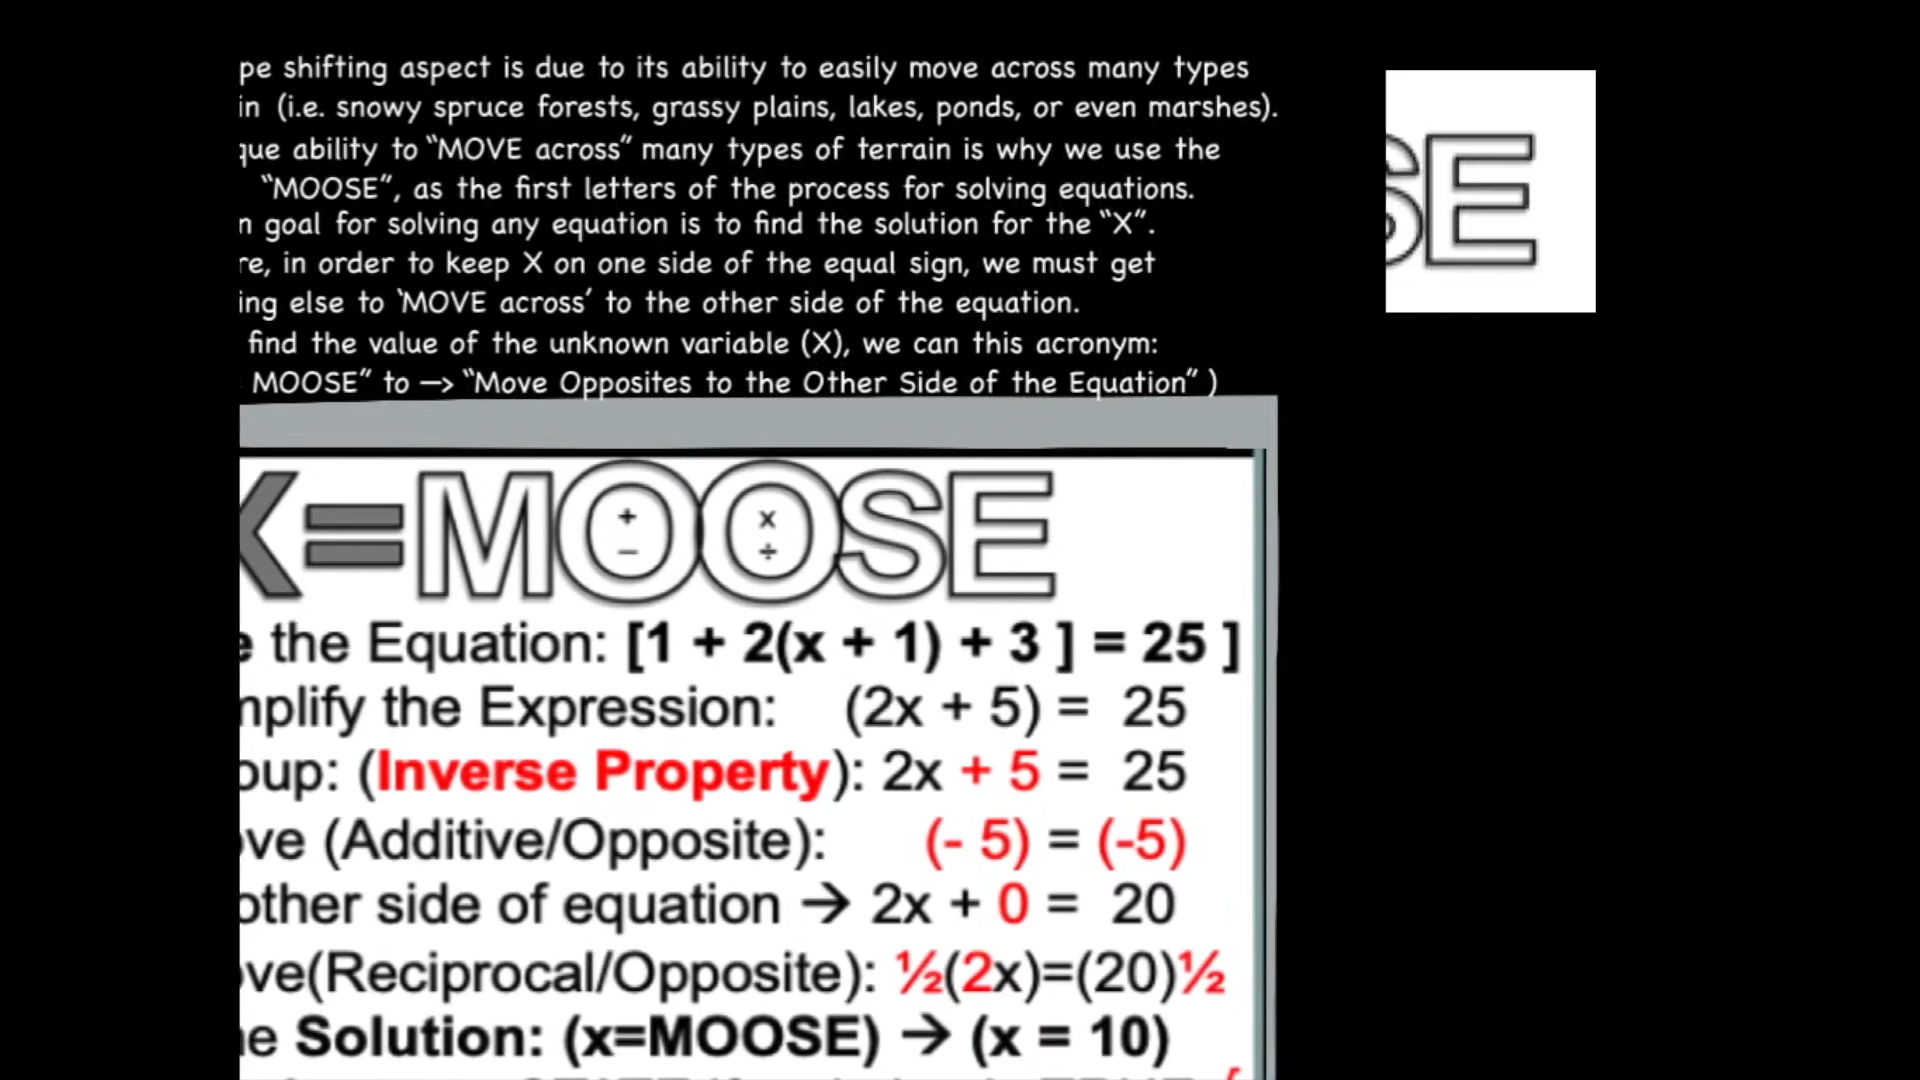 pe shifting aspect is due to its ability to easily move across many types
in (i.e. snowy spruce forests, grassy plains, lakes, ponds, or even marshes).
que ability to “MOVE across” many types of terrain is why we use the
“MOOSE”, as the first letters of the process for solving equations.
n goal for solving any equation is to find the solution for the “X”.
re, in order to keep X on one side of the equal sign, we must get
ing else to ‘MOVE across’ to the other side of the equation.
find the value of the unknown variable (X), we can this acronym:
MOOSE” to —> “Move Opposites to the Other Side of the Equation” )
SE
X=MOOSE
+ x
− ÷
e the Equation: [1 + 2(x + 1) + 3 ] = 25 ]
mplify the Expression: (2x + 5) = 25
oup: (Inverse Property): 2x + 5 = 25
ove (Additive/Opposite): (- 5) = (-5)
other side of equation → 2x + 0 = 20
ove(Reciprocal/Opposite): ½(2x)=(20)½
he Solution: (x=MOOSE) → (x = 10)